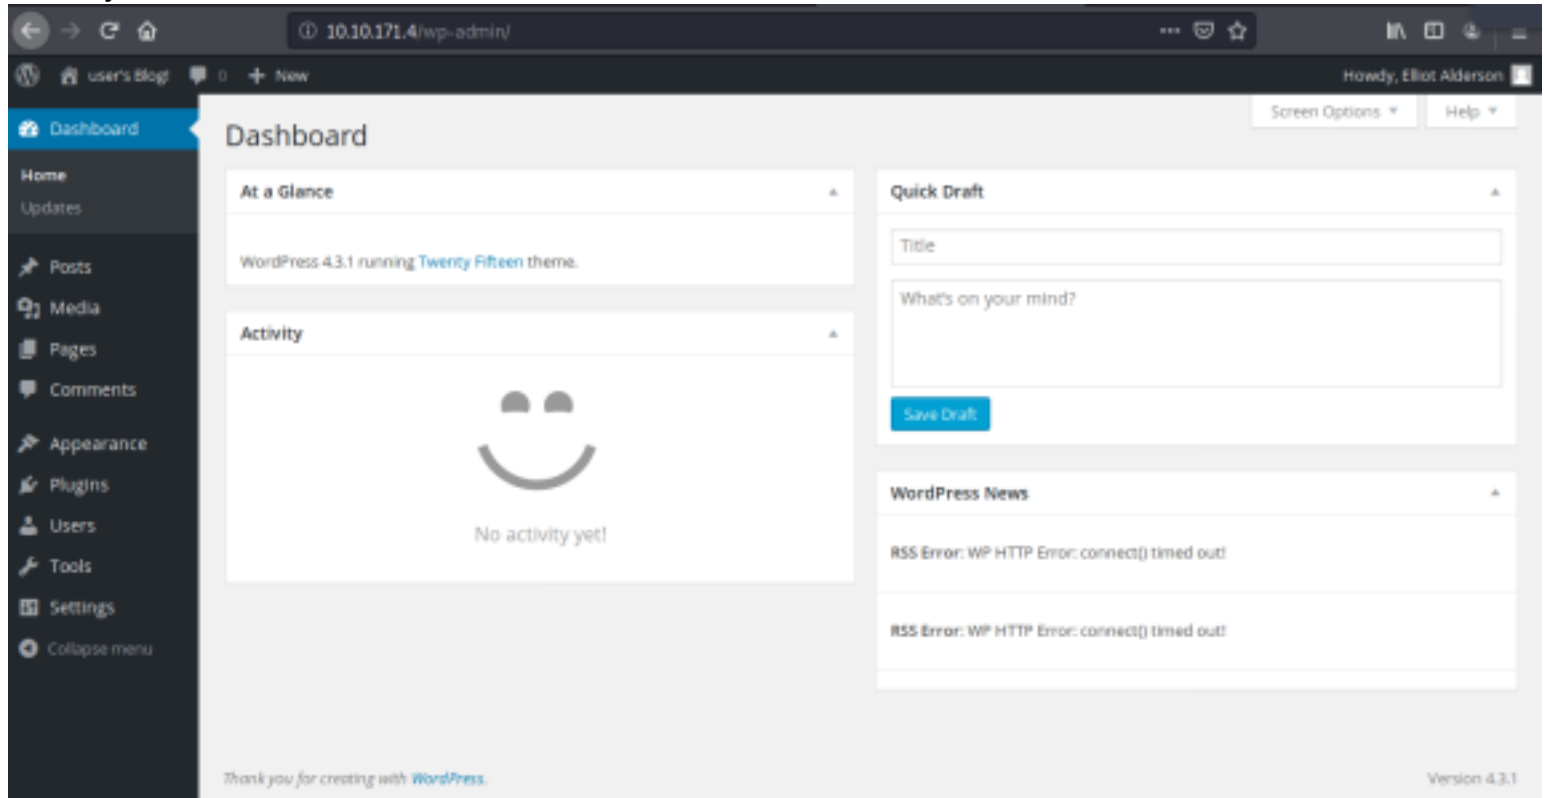 10.10.171.4/wp-admin/
user's Blog! 0 + New Howdy, Elliot Alderson
Screen Options Help
Dashboard
Home
Updates
Posts
Media
Pages
Comments
Appearance
Plugins
Users
Tools
Settings
Collapse menu
Dashboard
At a Glance
WordPress 4.3.1 running Twenty Fifteen theme.
Activity
No activity yet!
Quick Draft
Title
What's on your mind?
Save Draft
WordPress News
RSS Error: WP HTTP Error: connect() timed out!
RSS Error: WP HTTP Error: connect() timed out!
Thank you for creating with WordPress.
Version 4.3.1